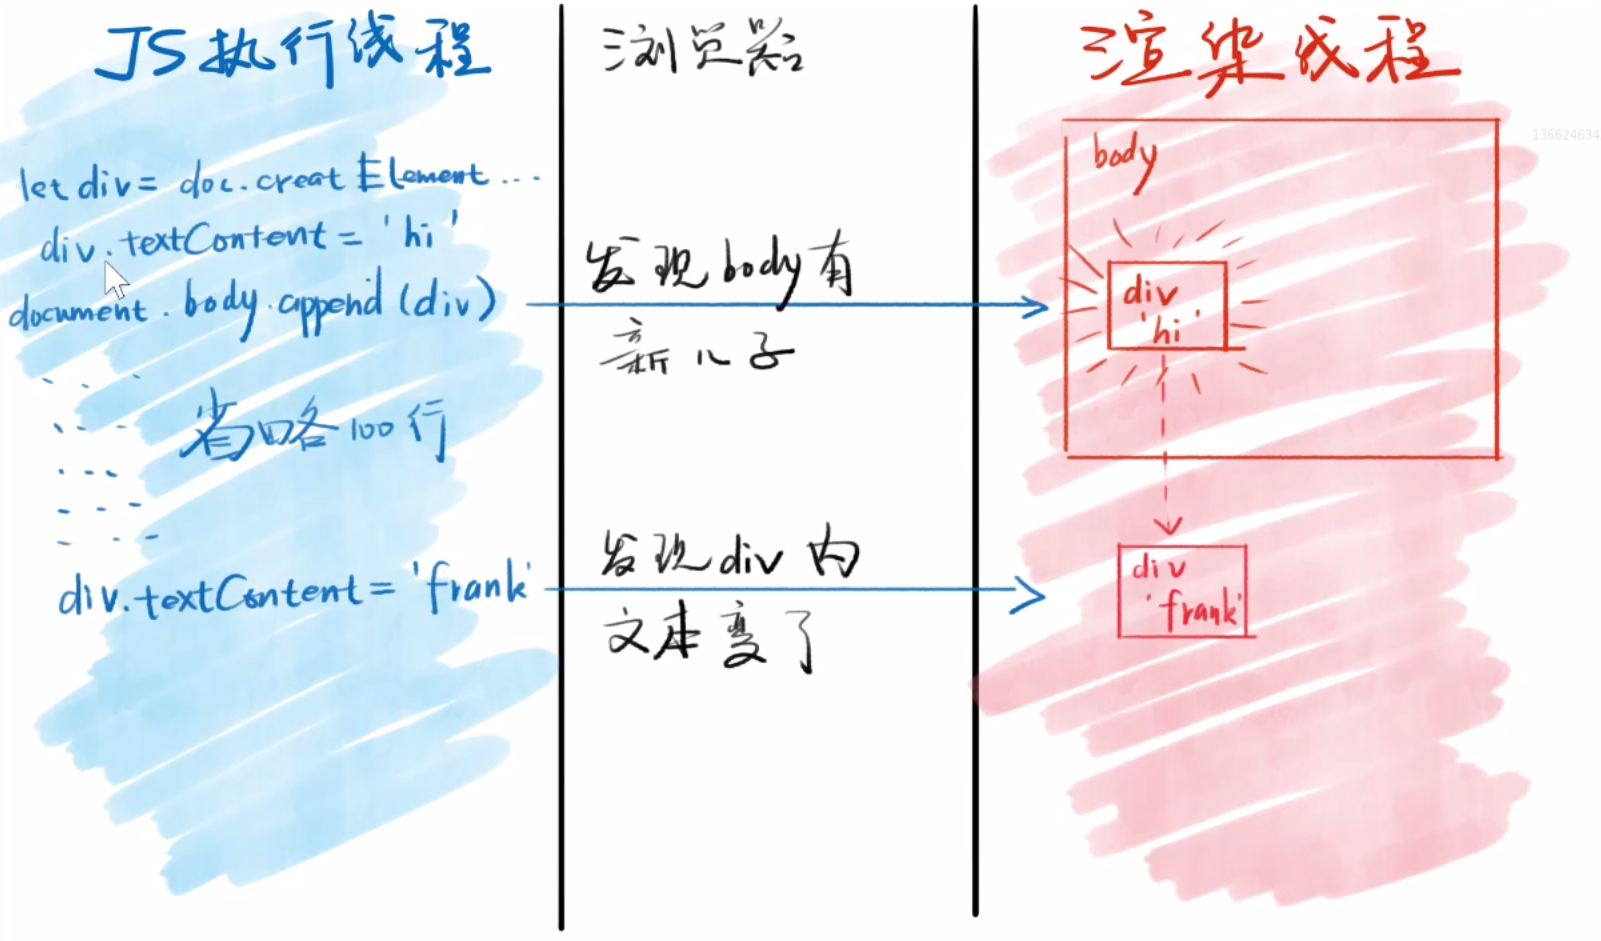 JS执行线程
let div = doc.creatElement...
div.textContent = 'hi'
document.body.append(div)
省略100行
div.textContent = 'frank'
浏览器
发现body有
新儿子
发现div内
文本变了
渲染线程
body
div
'hi'
div
'frank'
136624634